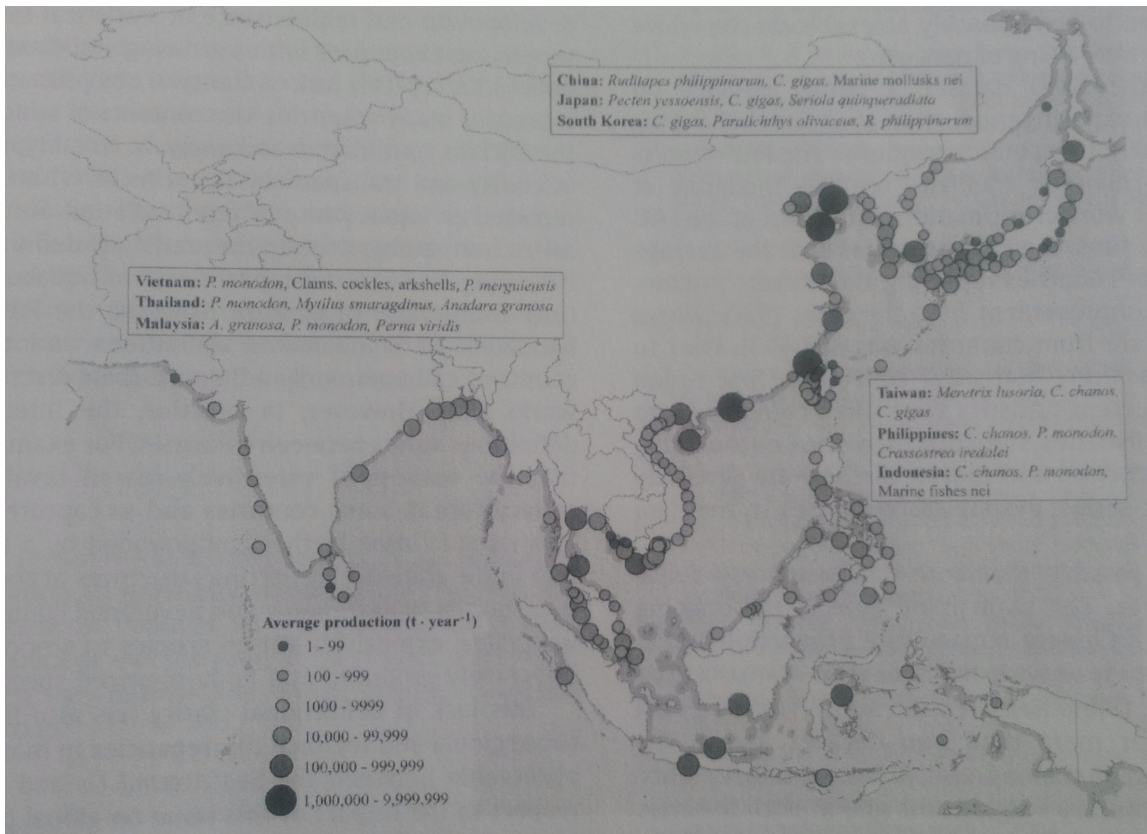 China: Ruditapes philippinarum, C. gigas, Marine mollusks nei
Japan: Pecten yessoensis, C. gigas, Seriola quinqueradiata
South Korea: C. gigas, Paralichthys olivaceus, R. philippinarum
Vietnam: P. monodon, Clams, cockles, arkshells, P. merguiensis
Thailand: P. monodon, Mytilus smaragdinus, Anadara granosa
Malaysia: A. granosa, P. monodon, Perna viridis
Taiwan: Meretrix lusoria, C. chanos,
C. gigas
Philippines: C. chanos, P. monodon,
Crassostrea iredalei
Indonesia: C. chanos, P. monodon,
Marine fishes nei
Average production (t · year⁻¹)
1 - 99
100 - 999
1000 - 9999
10,000 - 99,999
100,000 - 999,999
1,000,000 - 9,999.999